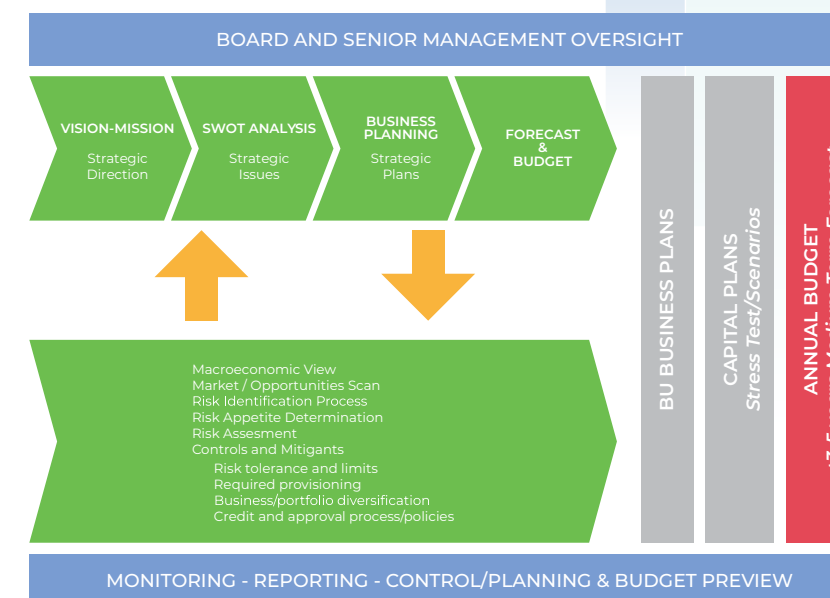 BOARD AND SENIOR MANAGEMENT OVERSIGHT
VISION-MISSION
Strategic
Direction
SWOT ANALYSIS
Strategic
Issues
BUSINESS
PLANNING
Strategic
Plans
FORECAST
&
BUDGET
BU BUSINESS PLANS
CAPITAL PLANS
Stress Test/Scenarios
ANNUAL BUDGET
Macroeconomic View
Market / Opportunities Scan
Risk Identification Process
Risk Appetite Determination
Risk Assesment
Controls and Mitigants
Risk tolerance and limits
Required provisioning
Business/portfolio diversification
Credit and approval process/policies
MONITORING - REPORTING - CONTROL/PLANNING & BUDGET PREVIEW